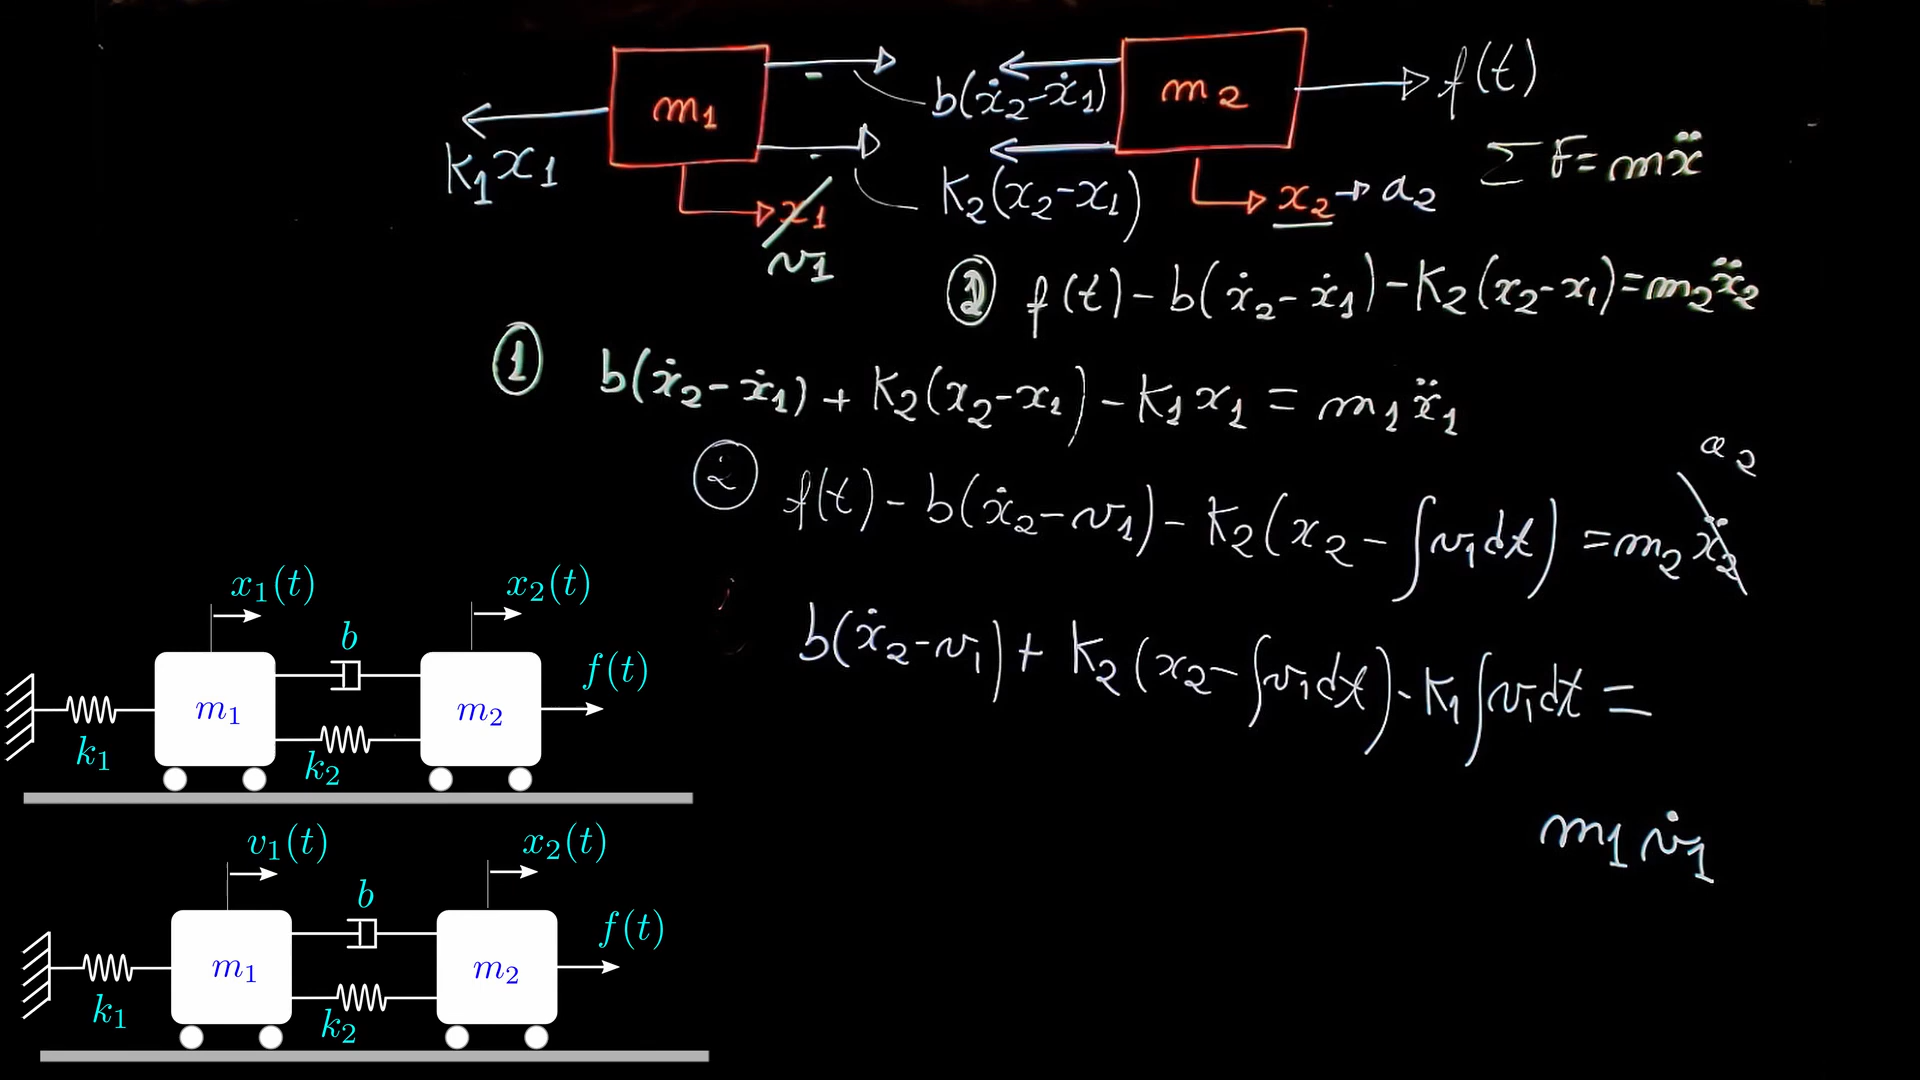 m1
m2
f(t)
b(ẋ2-ẋ1)
k1x1
k2(x2-x1)
x1
v1
x2→a2
ΣF=mẍ
② f(t)-b(ẋ2-ẋ1)-k2(x2-x1)=m2ẍ2
① b(ẋ2-ẋ1)+k2(x2-x1)-k1x1=m1ẍ1
a2
② f(t)-b(ẋ2-v1)-k2(x2-∫v1dt)=m2ẍ2
b(ẋ2-v1)+k2(x2-∫v1dt)-k1∫v1dt=
m1v̇1
x1(t)
x2(t)
b
f(t)
m1
m2
k1
k2
v1(t)
x2(t)
b
f(t)
m1
m2
k1
k2